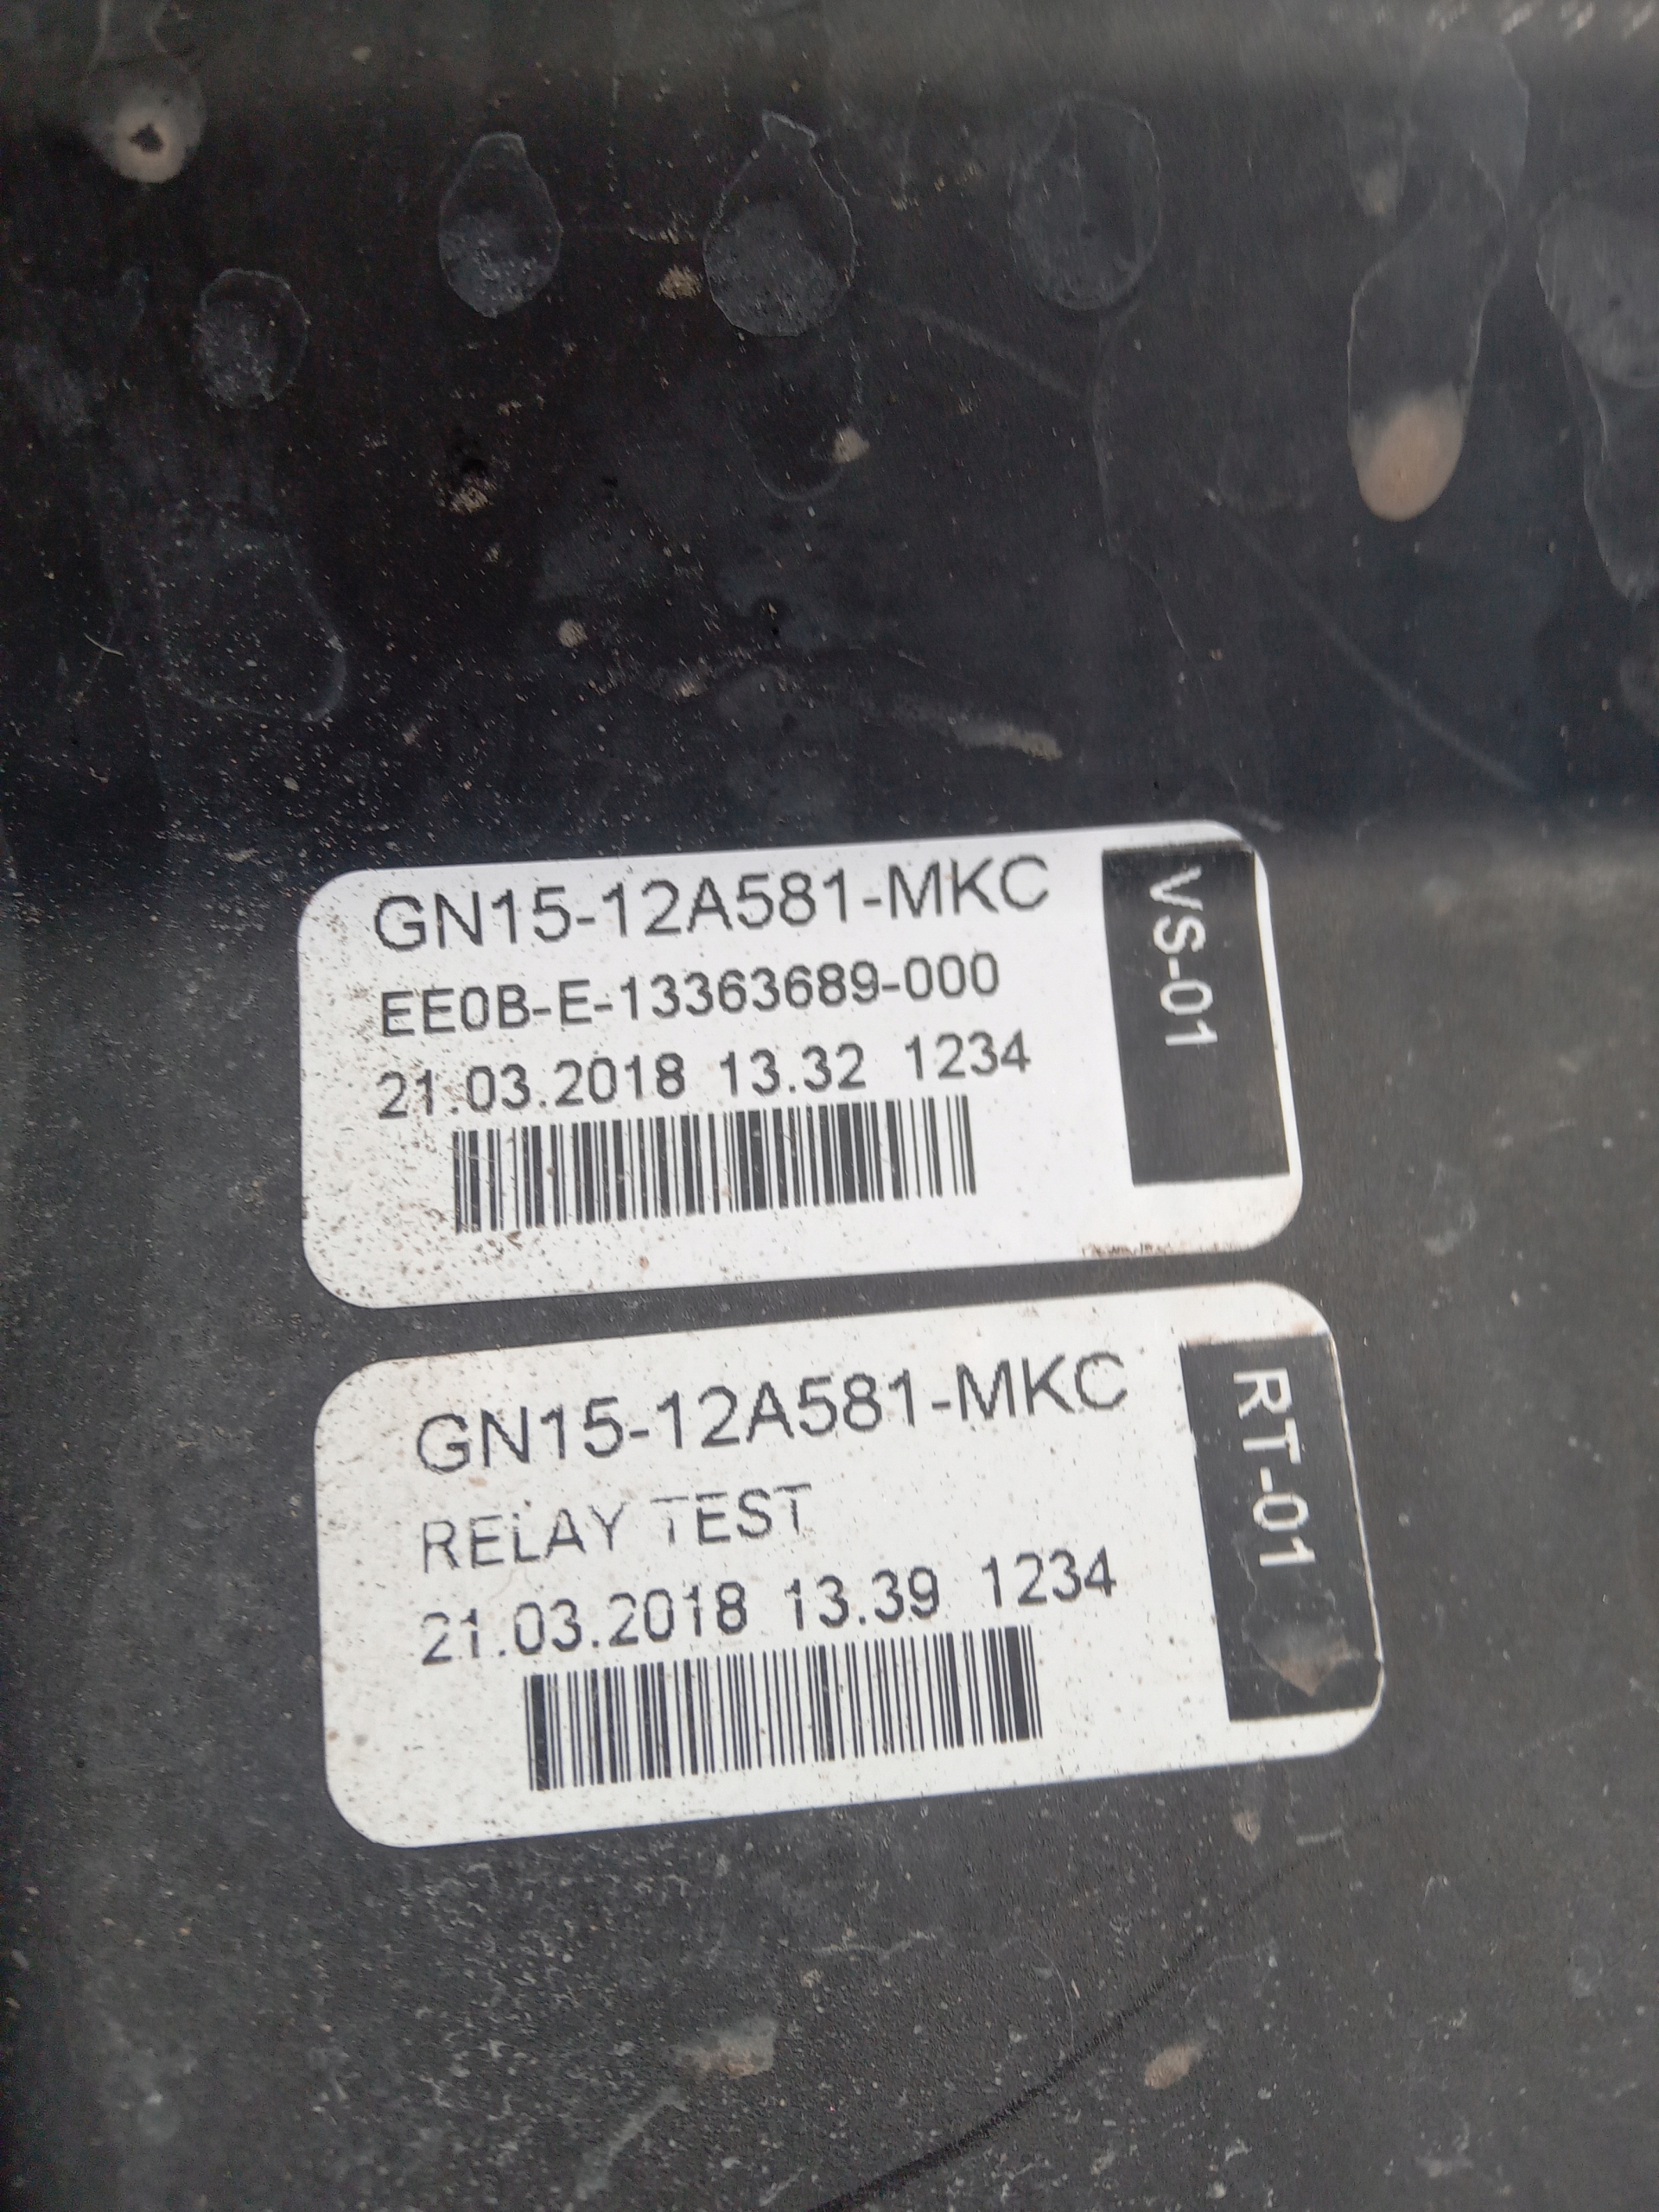 GN15-12A581-MKC
EE0B-E-13363689-000
21.03.2018 13.32 1234
VS-01
GN15-12A581-MKC
RELAY TEST
21.03.2018 13.39 1234
RT-01